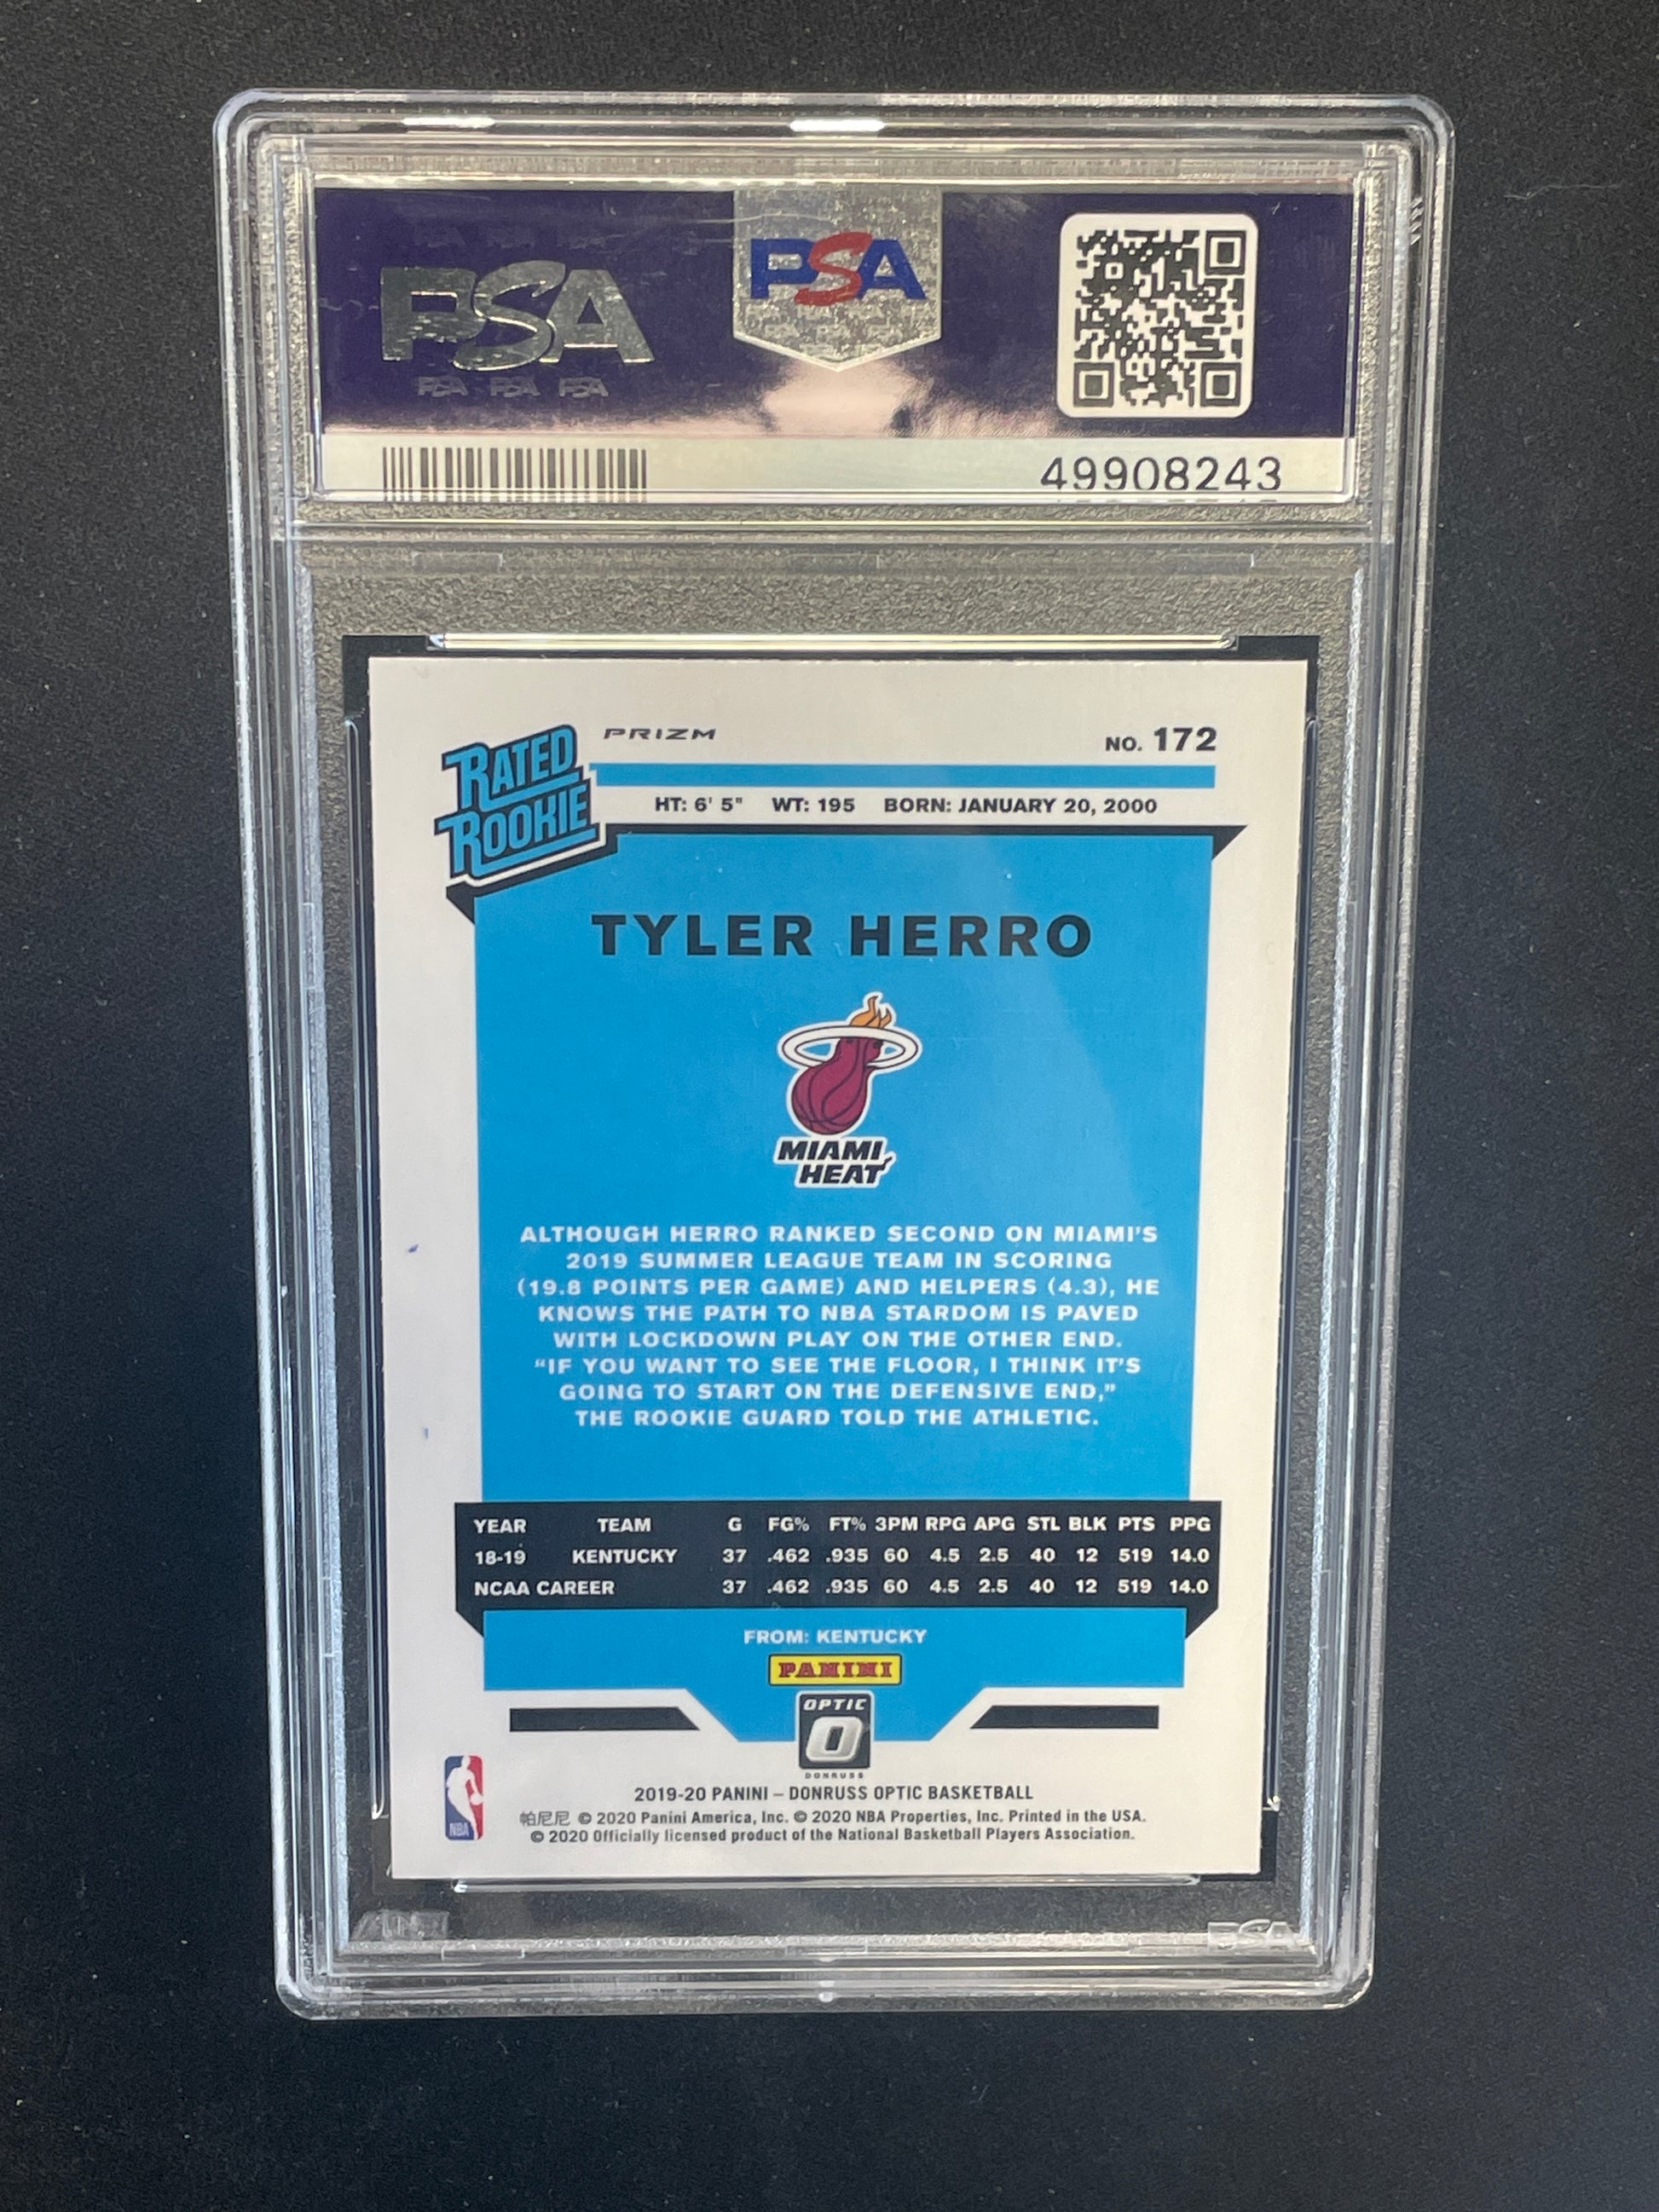 PSA
PSA
PSA PSA PSA
49908243
RATED
ROOKIE
PRIZM
NO. 172
HT: 6' 5" WT: 195 BORN: JANUARY 20, 2000
TYLER HERRO
MIAMI
HEAT
ALTHOUGH HERRO RANKED SECOND ON MIAMI'S
2019 SUMMER LEAGUE TEAM IN SCORING
(19.8 POINTS PER GAME) AND HELPERS (4.3), HE
KNOWS THE PATH TO NBA STARDOM IS PAVED
WITH LOCKDOWN PLAY ON THE OTHER END.
“IF YOU WANT TO SEE THE FLOOR, I THINK IT'S
GOING TO START ON THE DEFENSIVE END,”
THE ROOKIE GUARD TOLD THE ATHLETIC.
YEAR TEAM G FG% FT% 3PM RPG APG STL BLK PTS PPG
18-19 KENTUCKY 37 .462 .935 60 4.5 2.5 40 12 519 14.0
NCAA CAREER 37 .462 .935 60 4.5 2.5 40 12 519 14.0
FROM: KENTUCKY
PANINI
OPTIC
O
DONRUSS
NBA
2019-20 PANINI – DONRUSS OPTIC BASKETBALL
帕尼尼 © 2020 Panini America, Inc. © 2020 NBA Properties, Inc. Printed in the USA.
© 2020 Officially licensed product of the National Basketball Players Association.
PSA